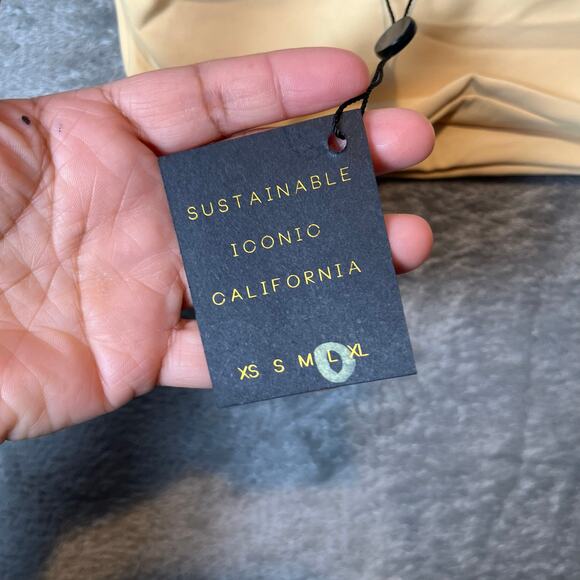 SUSTAINABLE
ICONIC
CALIFORNIA
XS S M L XL